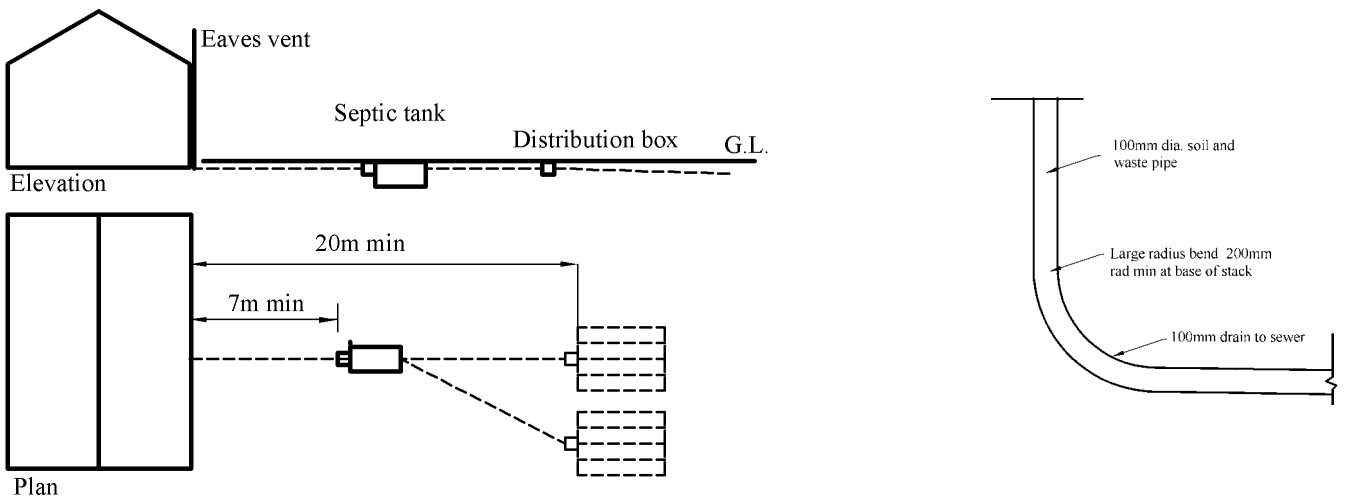 Eaves vent
Septic tank
Distribution box
G.L.
Elevation
20m min
7m min
Plan
100mm dia. soil and
waste pipe
Large radius bend 200mm
rad min at base of stack
100mm drain to sewer